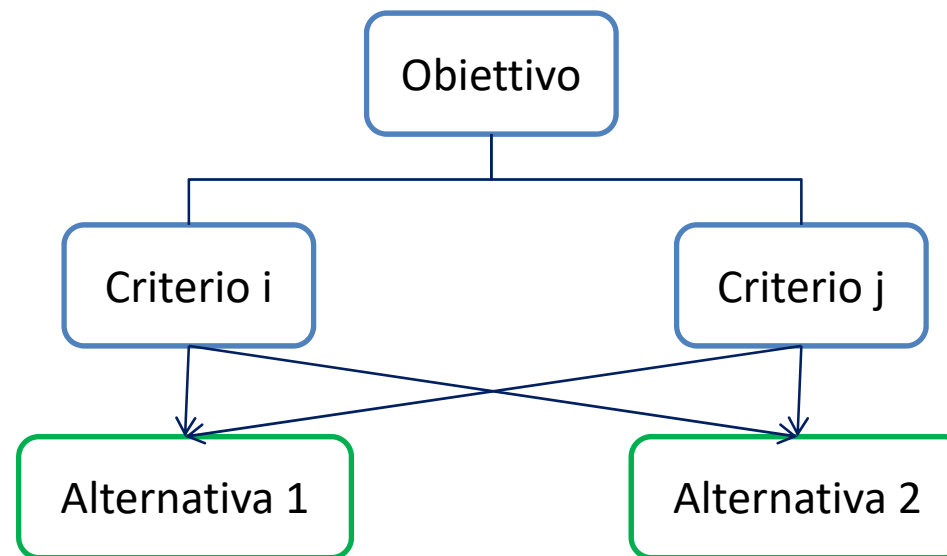 Obiettivo
Criterio i
Criterio j
Alternativa 1
Alternativa 2